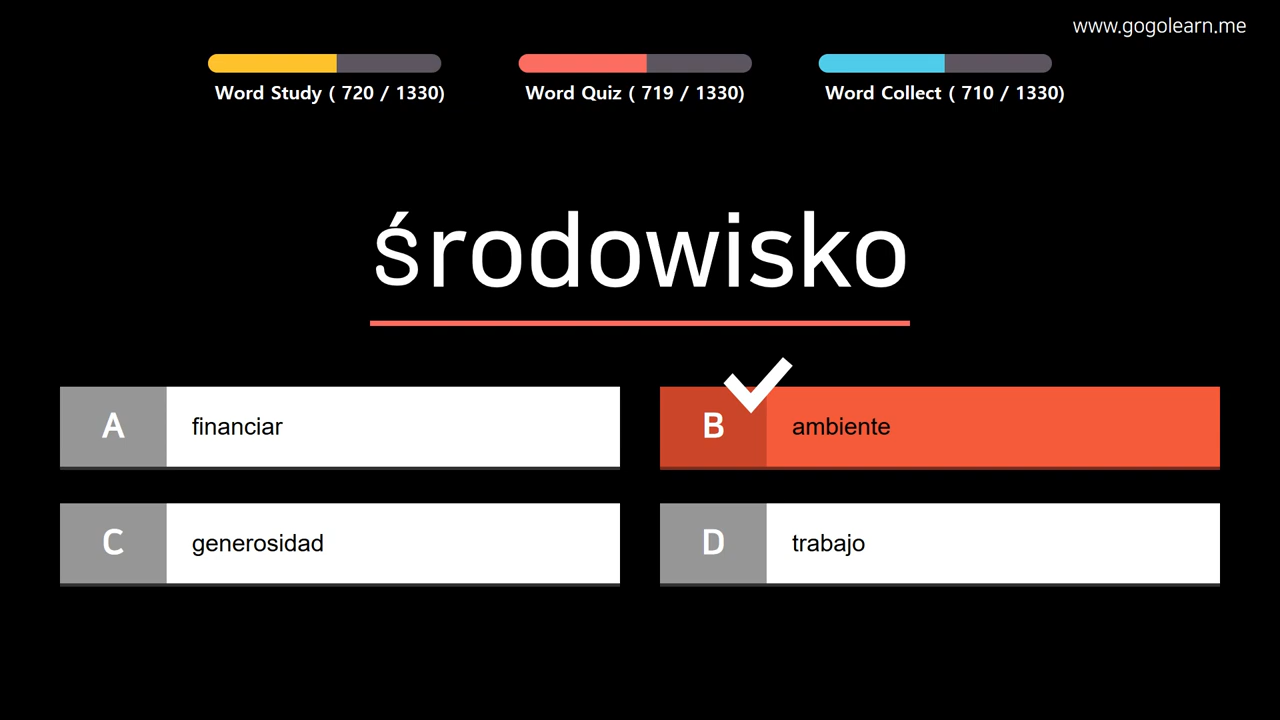 www.gogolearn.me
Word Study ( 720 / 1330)
Word Quiz ( 719 / 1330)
Word Collect ( 710 / 1330)
środowisko
A financiar
B ambiente
C generosidad
D trabajo